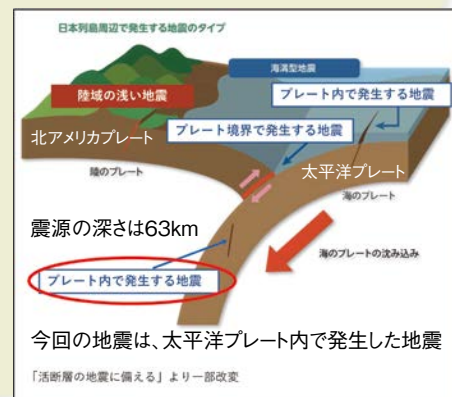 日本列島周辺で発生する地震のタイプ
海溝型地震
陸域の浅い地震
プレート内で発生する地震
北アメリカプレート
プレート境界で発生する地震
太平洋プレート
陸のプレート
海のプレート
震源の深さは63km
海のプレートの沈み込み
プレート内で発生する地震
今回の地震は、太平洋プレート内で発生した地震
「活断層の地震に備える」より一部改変